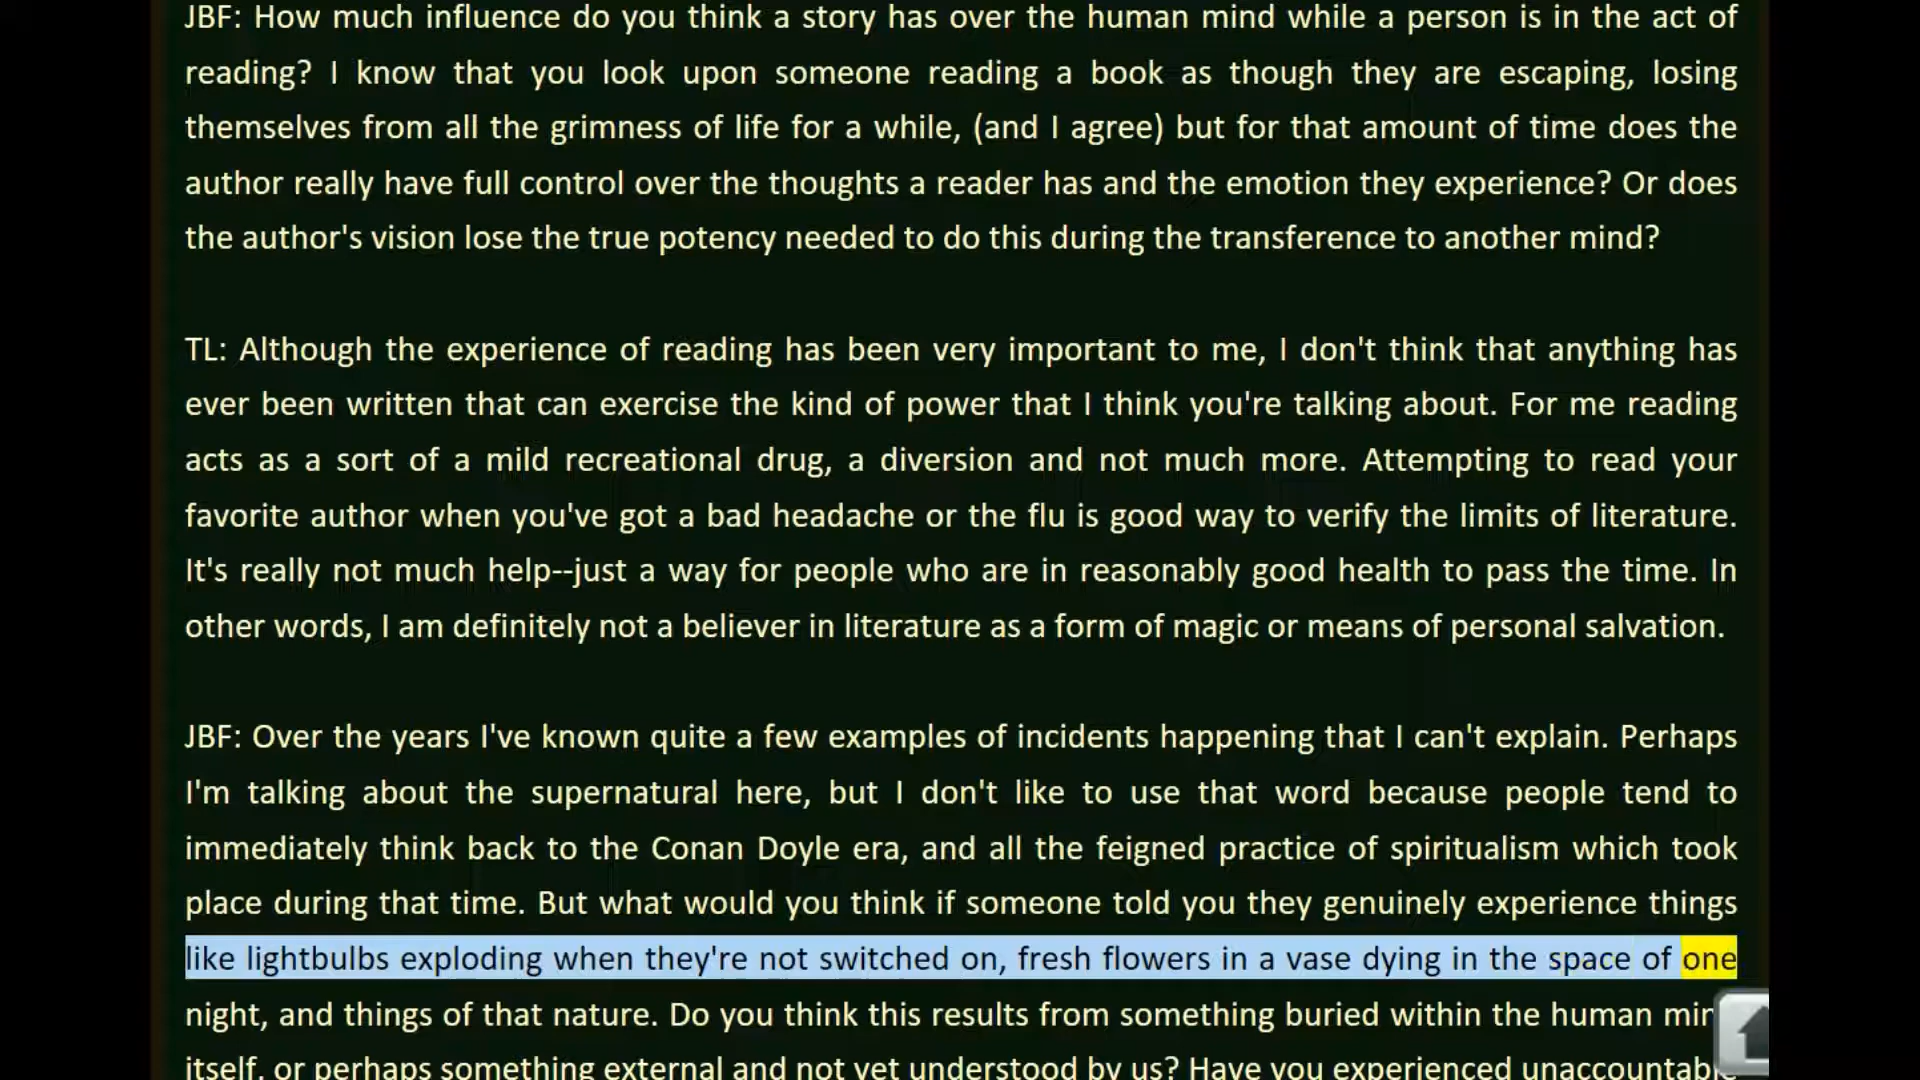 JBF: How much influence do you think a story has over the human mind while a person is in the act of
reading? I know that you look upon someone reading a book as though they are escaping, losing
themselves from all the grimness of life for a while, (and I agree) but for that amount of time does the
author really have full control over the thoughts a reader has and the emotion they experience? Or does
the author's vision lose the true potency needed to do this during the transference to another mind?
TL: Although the experience of reading has been very important to me, I don't think that anything has
ever been written that can exercise the kind of power that I think you're talking about. For me reading
acts as a sort of a mild recreational drug, a diversion and not much more. Attempting to read your
favorite author when you've got a bad headache or the flu is good way to verify the limits of literature.
It's really not much help--just a way for people who are in reasonably good health to pass the time. In
other words, I am definitely not a believer in literature as a form of magic or means of personal salvation.
JBF: Over the years I've known quite a few examples of incidents happening that I can't explain. Perhaps
I'm talking about the supernatural here, but I don't like to use that word because people tend to
immediately think back to the Conan Doyle era, and all the feigned practice of spiritualism which took
place during that time. But what would you think if someone told you they genuinely experience things
like lightbulbs exploding when they're not switched on, fresh flowers in a vase dying in the space of one
night, and things of that nature. Do you think this results from something buried within the human
itself, or perhaps something external and not yet understood by us? Have you experienced